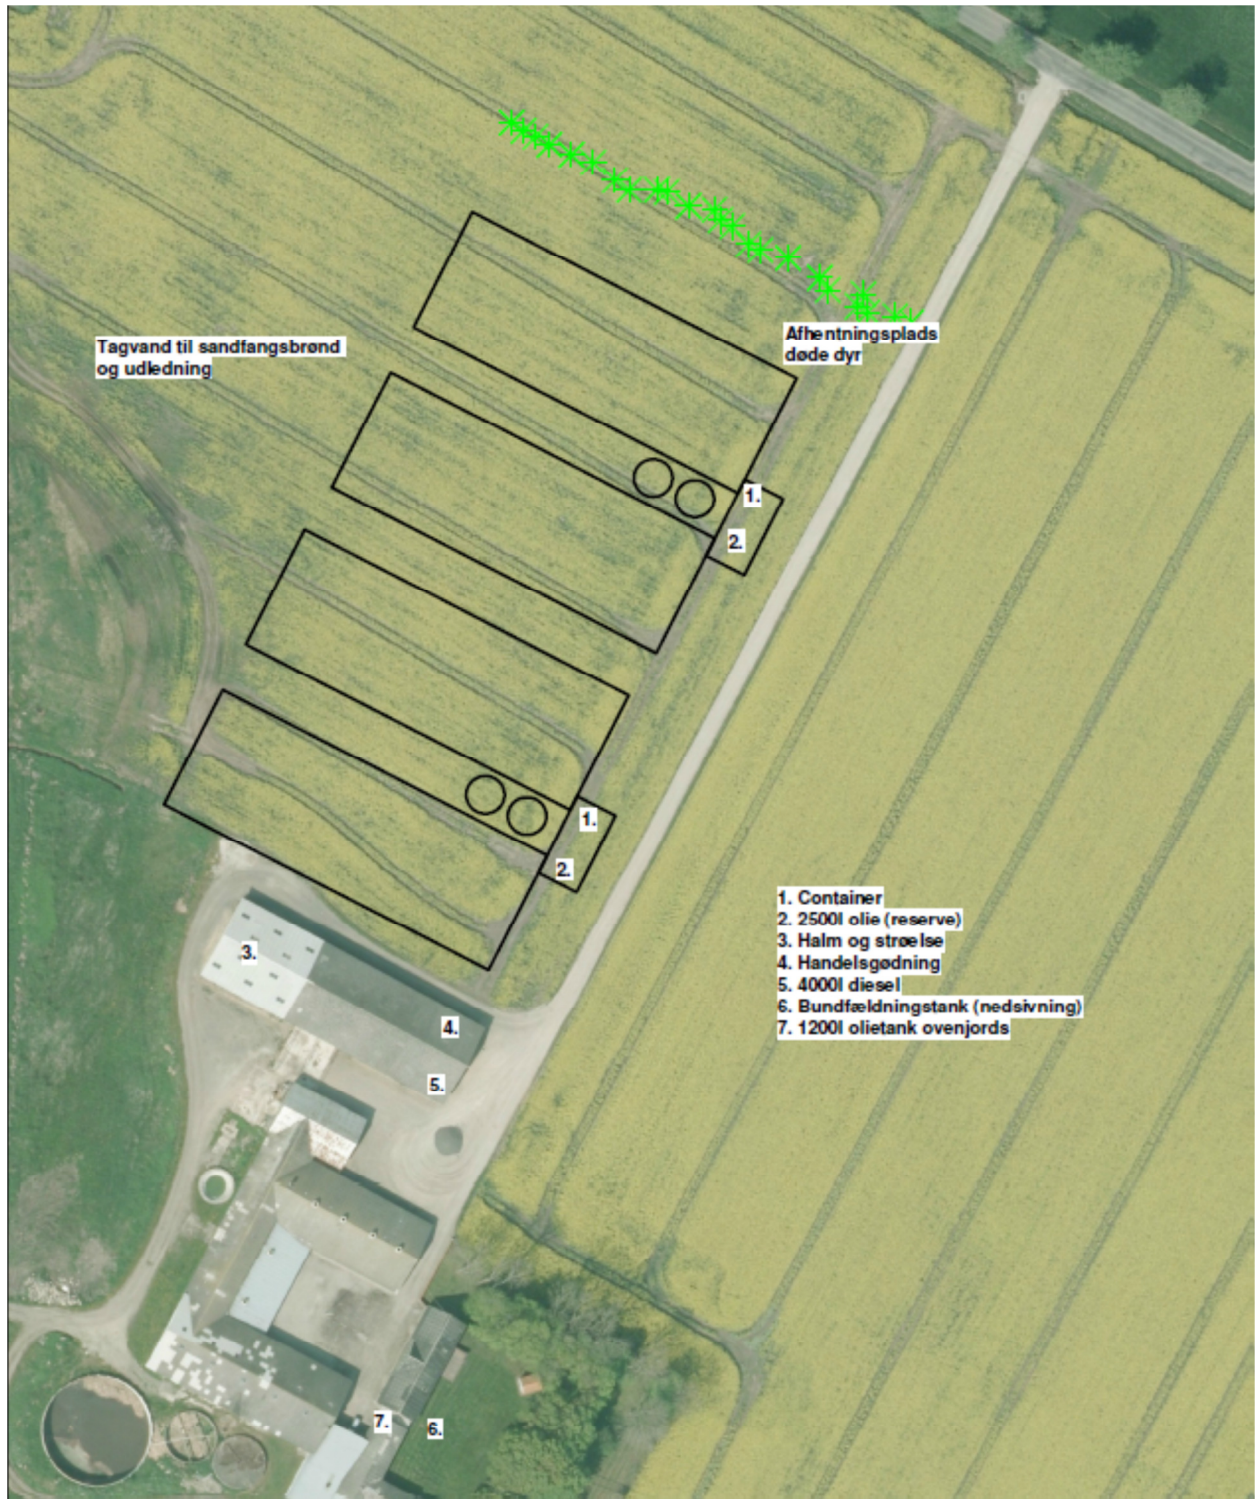 Afhentningsplads
døde dyr
Tagvand til sandfangsbrønd
og udledning
1.
2.
1.
2.
3.
4.
5.
1. Container
2. 2500l olie (reserve)
3. Halm og strøelse
4. Handelsgødning
5. 4000l diesel
6. Bundfældningstank (nedsivning)
7. 1200l olietank ovenjords
7.
6.